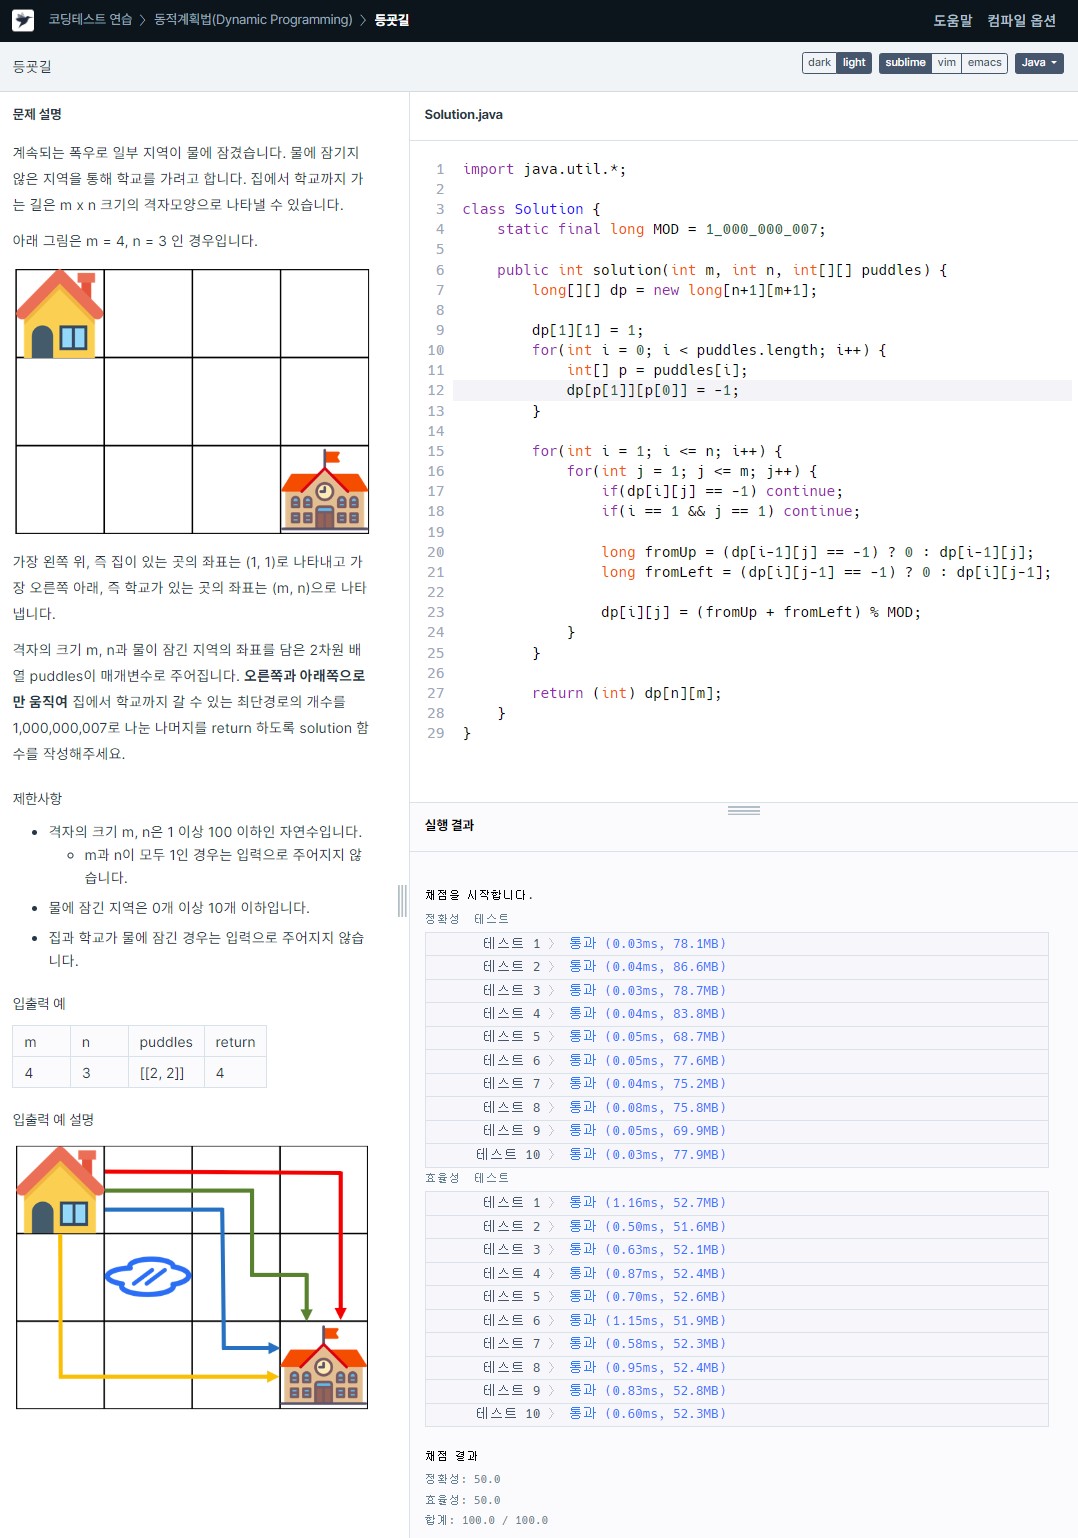 코딩테스트 연습 > 동적계획법(Dynamic Programming) > 등굣길
도움말 컴파일 옵션
등굣길
dark light sublime vim emacs Java
문제 설명
계속되는 폭우로 일부 지역이 물에 잠겼습니다. 물에 잠기지
않은 지역을 통해 학교를 가려고 합니다. 집에서 학교까지 가
는 길은 m x n 크기의 격자모양으로 나타낼 수 있습니다.
아래 그림은 m = 4, n = 3 인 경우입니다.
가장 왼쪽 위, 즉 집이 있는 곳의 좌표는 (1, 1)로 나타내고 가
장 오른쪽 아래, 즉 학교가 있는 곳의 좌표는 (m, n)으로 나타
냅니다.
격자의 크기 m, n과 물이 잠긴 지역의 좌표를 담은 2차원 배
열 puddles이 매개변수로 주어집니다. 오른쪽과 아래쪽으로
만 움직여 집에서 학교까지 갈 수 있는 최단경로의 개수를
1,000,000,007로 나눈 나머지를 return 하도록 solution 함
수를 작성해주세요.
제한사항
• 격자의 크기 m, n은 1 이상 100 이하인 자연수입니다.
◦ m과 n이 모두 1인 경우는 입력으로 주어지지 않
습니다.
• 물에 잠긴 지역은 0개 이상 10개 이하입니다.
• 집과 학교가 물에 잠긴 경우는 입력으로 주어지지 않습
니다.
입출력 예
m n puddles return
4 3 [[2, 2]] 4
입출력 예 설명
Solution.java
1 import java.util.*;
2
3 class Solution {
4     static final long MOD = 1_000_000_007;
5
6     public int solution(int m, int n, int[][] puddles) {
7         long[][] dp = new long[n+1][m+1];
8
9         dp[1][1] = 1;
10         for(int i = 0; i < puddles.length; i++) {
11             int[] p = puddles[i];
12             dp[p[1]][p[0]] = -1;
13         }
14
15         for(int i = 1; i <= n; i++) {
16             for(int j = 1; j <= m; j++) {
17                 if(dp[i][j] == -1) continue;
18                 if(i == 1 && j == 1) continue;
19
20                 long fromUp = (dp[i-1][j] == -1) ? 0 : dp[i-1][j];
21                 long fromLeft = (dp[i][j-1] == -1) ? 0 : dp[i][j-1];
22
23                 dp[i][j] = (fromUp + fromLeft) % MOD;
24             }
25         }
26
27         return (int) dp[n][m];
28     }
29 }
실행 결과
채점을 시작합니다.
정확성 테스트
테스트 1 〉 통과 (0.03ms, 78.1MB)
테스트 2 〉 통과 (0.04ms, 86.6MB)
테스트 3 〉 통과 (0.03ms, 78.7MB)
테스트 4 〉 통과 (0.04ms, 83.8MB)
테스트 5 〉 통과 (0.05ms, 68.7MB)
테스트 6 〉 통과 (0.05ms, 77.6MB)
테스트 7 〉 통과 (0.04ms, 75.2MB)
테스트 8 〉 통과 (0.08ms, 75.8MB)
테스트 9 〉 통과 (0.05ms, 69.9MB)
테스트 10 〉 통과 (0.03ms, 77.9MB)
효율성 테스트
테스트 1 〉 통과 (1.16ms, 52.7MB)
테스트 2 〉 통과 (0.50ms, 51.6MB)
테스트 3 〉 통과 (0.63ms, 52.1MB)
테스트 4 〉 통과 (0.87ms, 52.4MB)
테스트 5 〉 통과 (0.70ms, 52.6MB)
테스트 6 〉 통과 (1.15ms, 51.9MB)
테스트 7 〉 통과 (0.58ms, 52.3MB)
테스트 8 〉 통과 (0.95ms, 52.4MB)
테스트 9 〉 통과 (0.83ms, 52.8MB)
테스트 10 〉 통과 (0.60ms, 52.3MB)
채점 결과
정확성: 50.0
효율성: 50.0
합계: 100.0 / 100.0